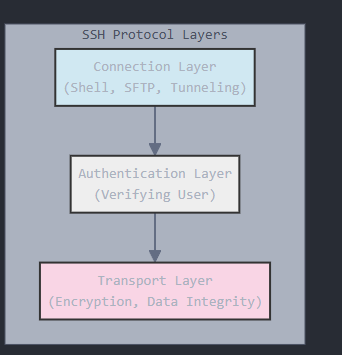 SSH Protocol Layers
Connection Layer
(Shell, SFTP, Tunneling)
Authentication Layer
(Verifying User)
Transport Layer
(Encryption, Data Integrity)